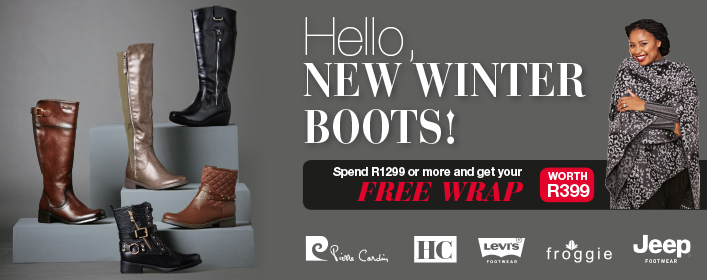 Hello,
NEW WINTER
BOOTS!
Spend R1299 or more and get your
FREE WRAP
WORTH
R399
Pierre Cardin
HC
LEVI'S
FOOTWEAR
froggie
Jeep
FOOTWEAR